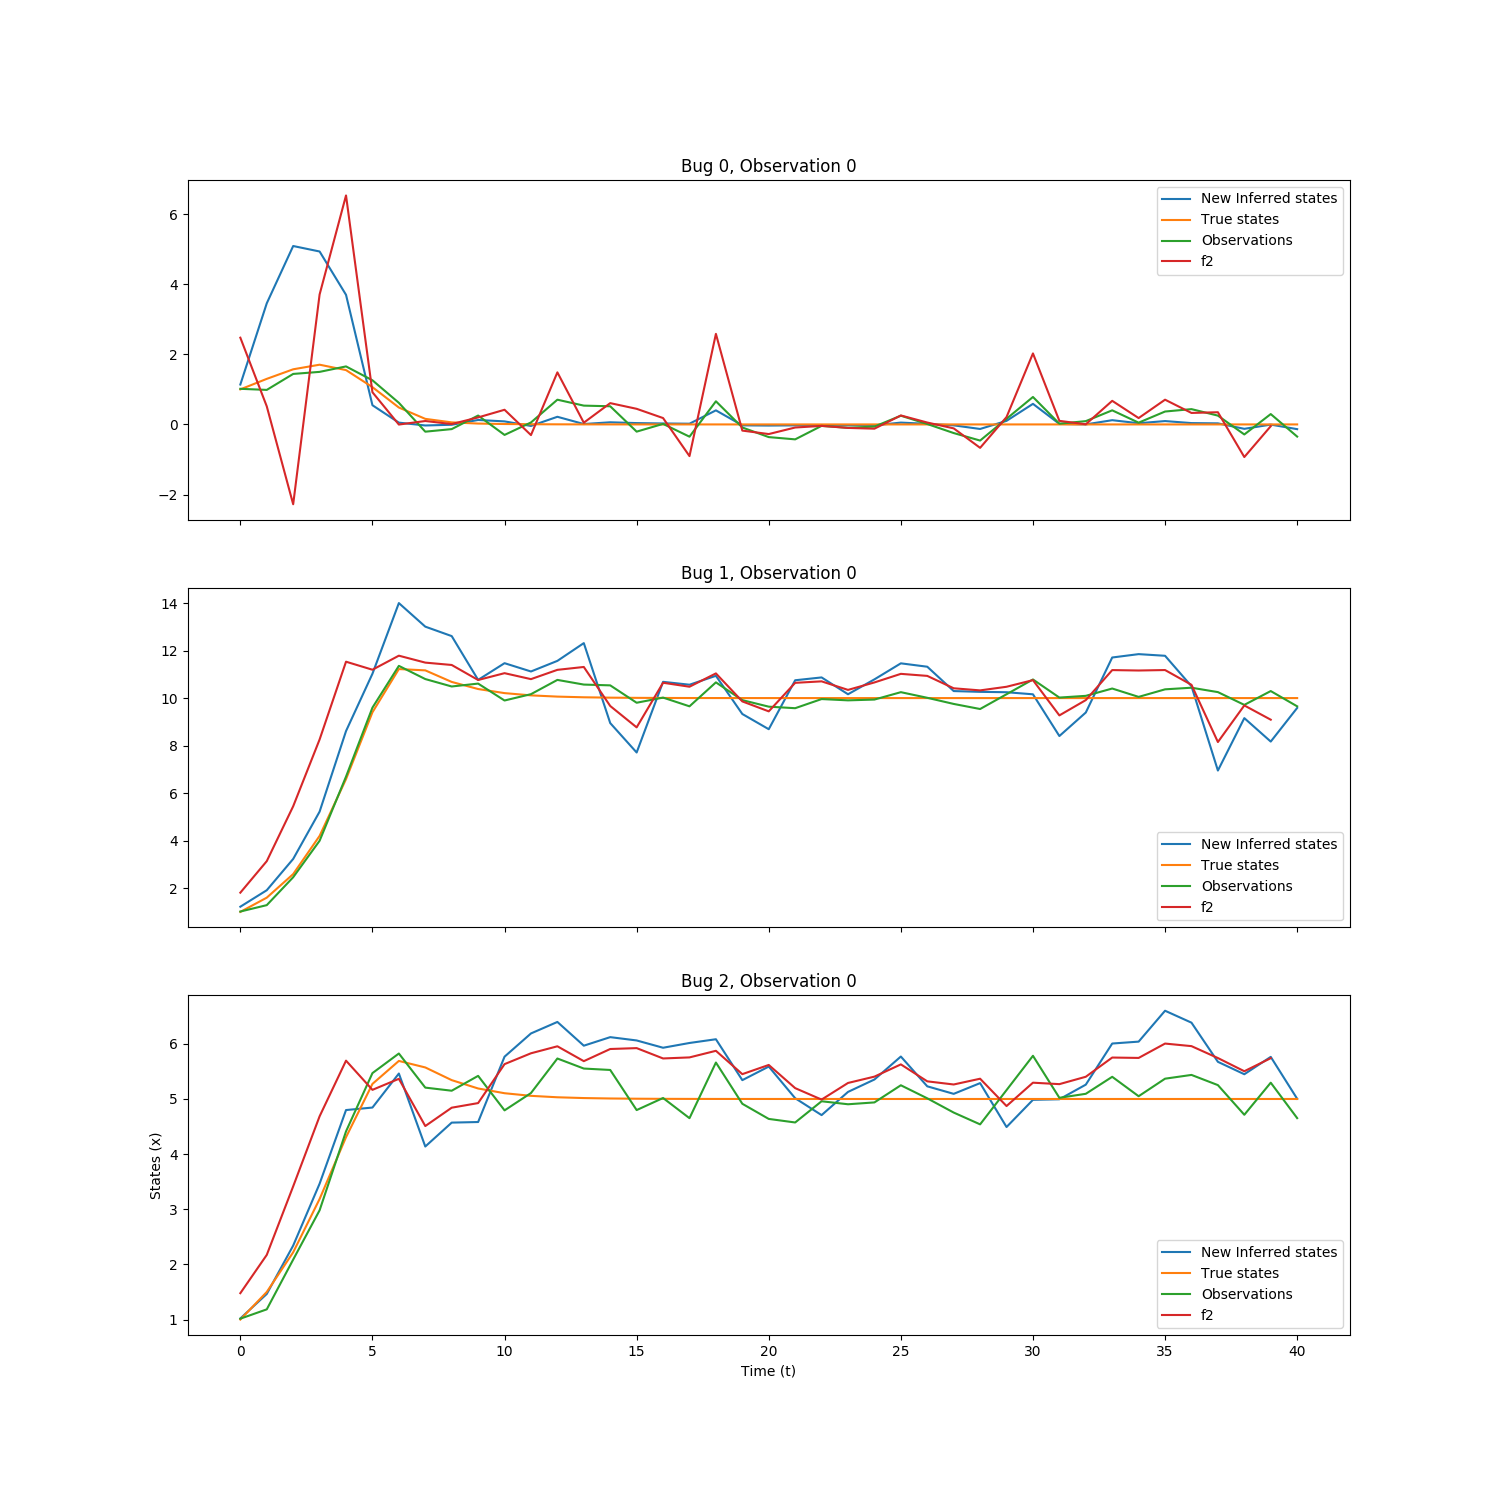 Bug 0, Observation 0
6
4
2
0
−2
New Inferred states
True states
Observations
f2
Bug 1, Observation 0
14
12
10
8
6
4
2
New Inferred states
True states
Observations
f2
Bug 2, Observation 0
6
5
4
3
2
1
States (x)
New Inferred states
True states
Observations
f2
0 5 10 15 20 25 30 35 40
Time (t)